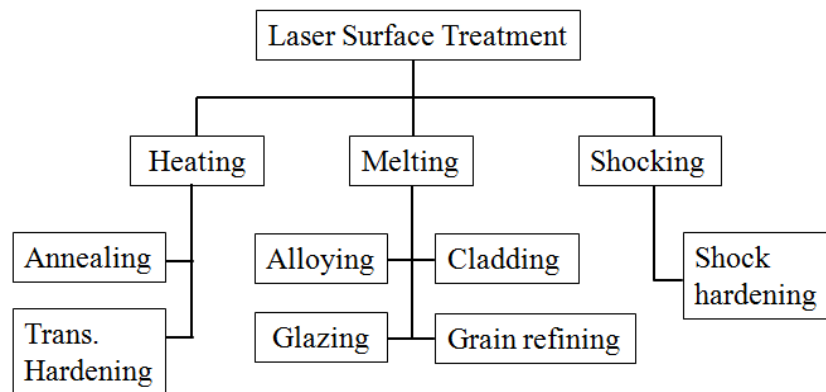 Laser Surface Treatment
Heating
Melting
Shocking
Annealing
Alloying
Cladding
Shock
hardening
Trans.
Hardening
Glazing
Grain refining